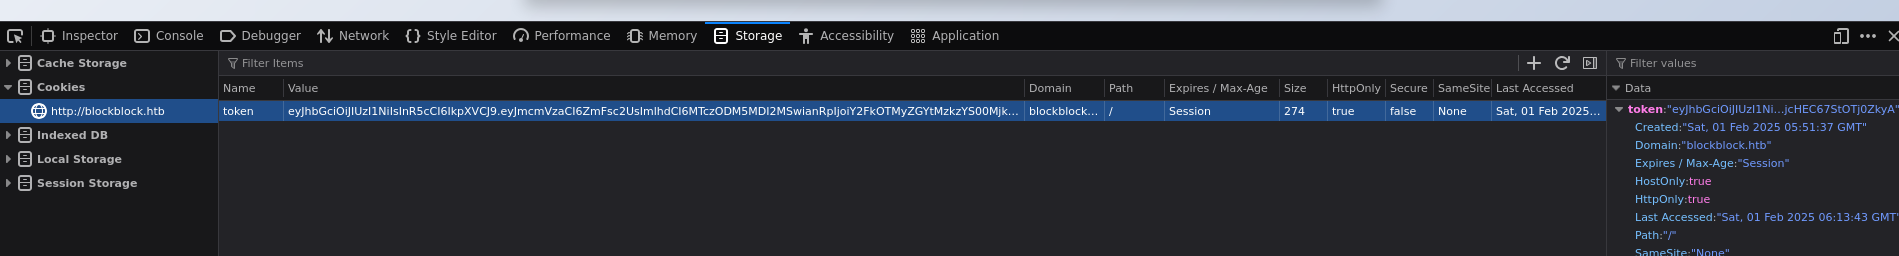 Inspector Console Debugger Network Style Editor Performance Memory Storage Accessibility Application
Cache Storage
Cookies
http://blockblock.htb
Indexed DB
Local Storage
Session Storage
Filter Items
Name Value Domain Path Expires / Max-Age Size HttpOnly Secure SameSite Last Accessed
token eyJhbGciOiJIUzI1NiIsInR5cCI6IkpXVCJ9.eyJmcmVzaCI6ZmFsc2UsImlhdCI6MTczODM5MDI2MSwianRpIjoiY2FkOTMyZGYtMzkzYS00Mjk... blockblock... / Session 274 true false None Sat, 01 Feb 2025...
Filter values
Data
token:"eyJhbGciOiJIUzI1Ni...jcHEC67StOTj0ZkyA"
Created:"Sat, 01 Feb 2025 05:51:37 GMT"
Domain:"blockblock.htb"
Expires / Max-Age:"Session"
HostOnly:true
HttpOnly:true
Last Accessed:"Sat, 01 Feb 2025 06:13:43 GMT"
Path:"/"
SameSite:"None"